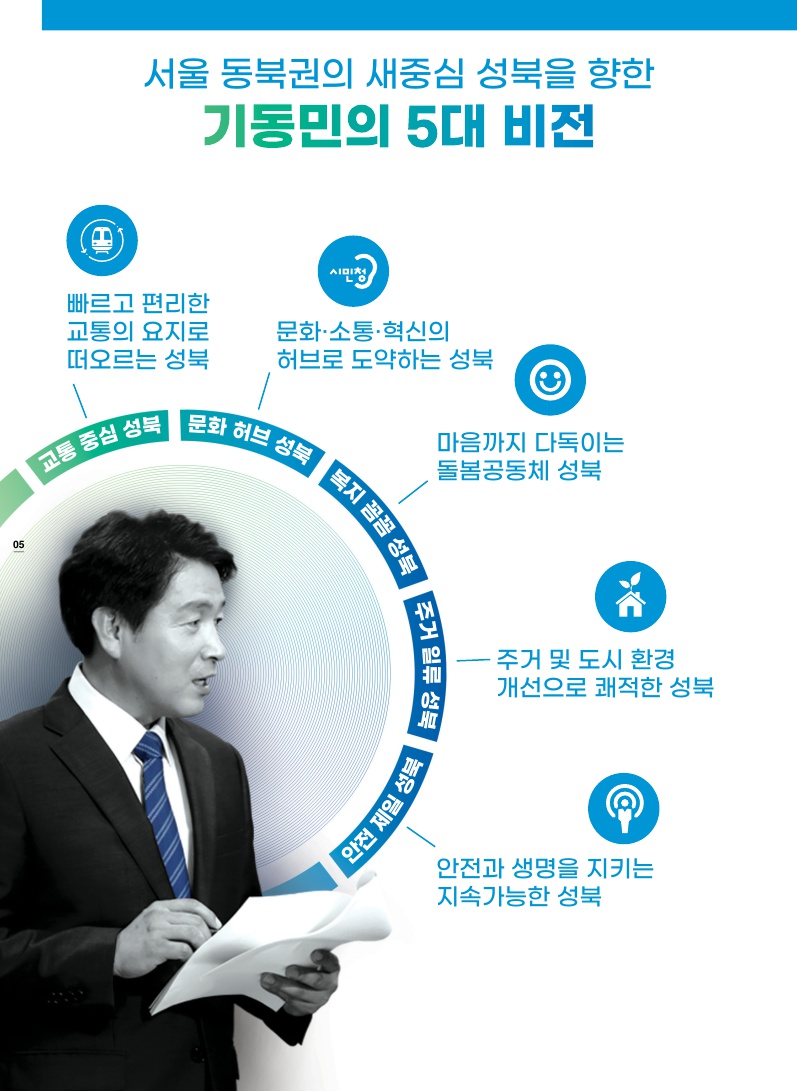 서울 동북권의 새중심 성북을 향한
기동민의 5대 비전
시민청
빠르고 편리한
교통의 요지로
떠오르는 성북
문화·소통·혁신의
허브로 도약하는 성북
마음까지 다독이는
돌봄공동체 성북
교통 중심 성북
문화 허브 성북
복지 꼼꼼 성북
05
주거 일류 성북
주거 및 도시 환경
개선으로 쾌적한 성북
안전 제일 성북
안전과 생명을 지키는
지속가능한 성북